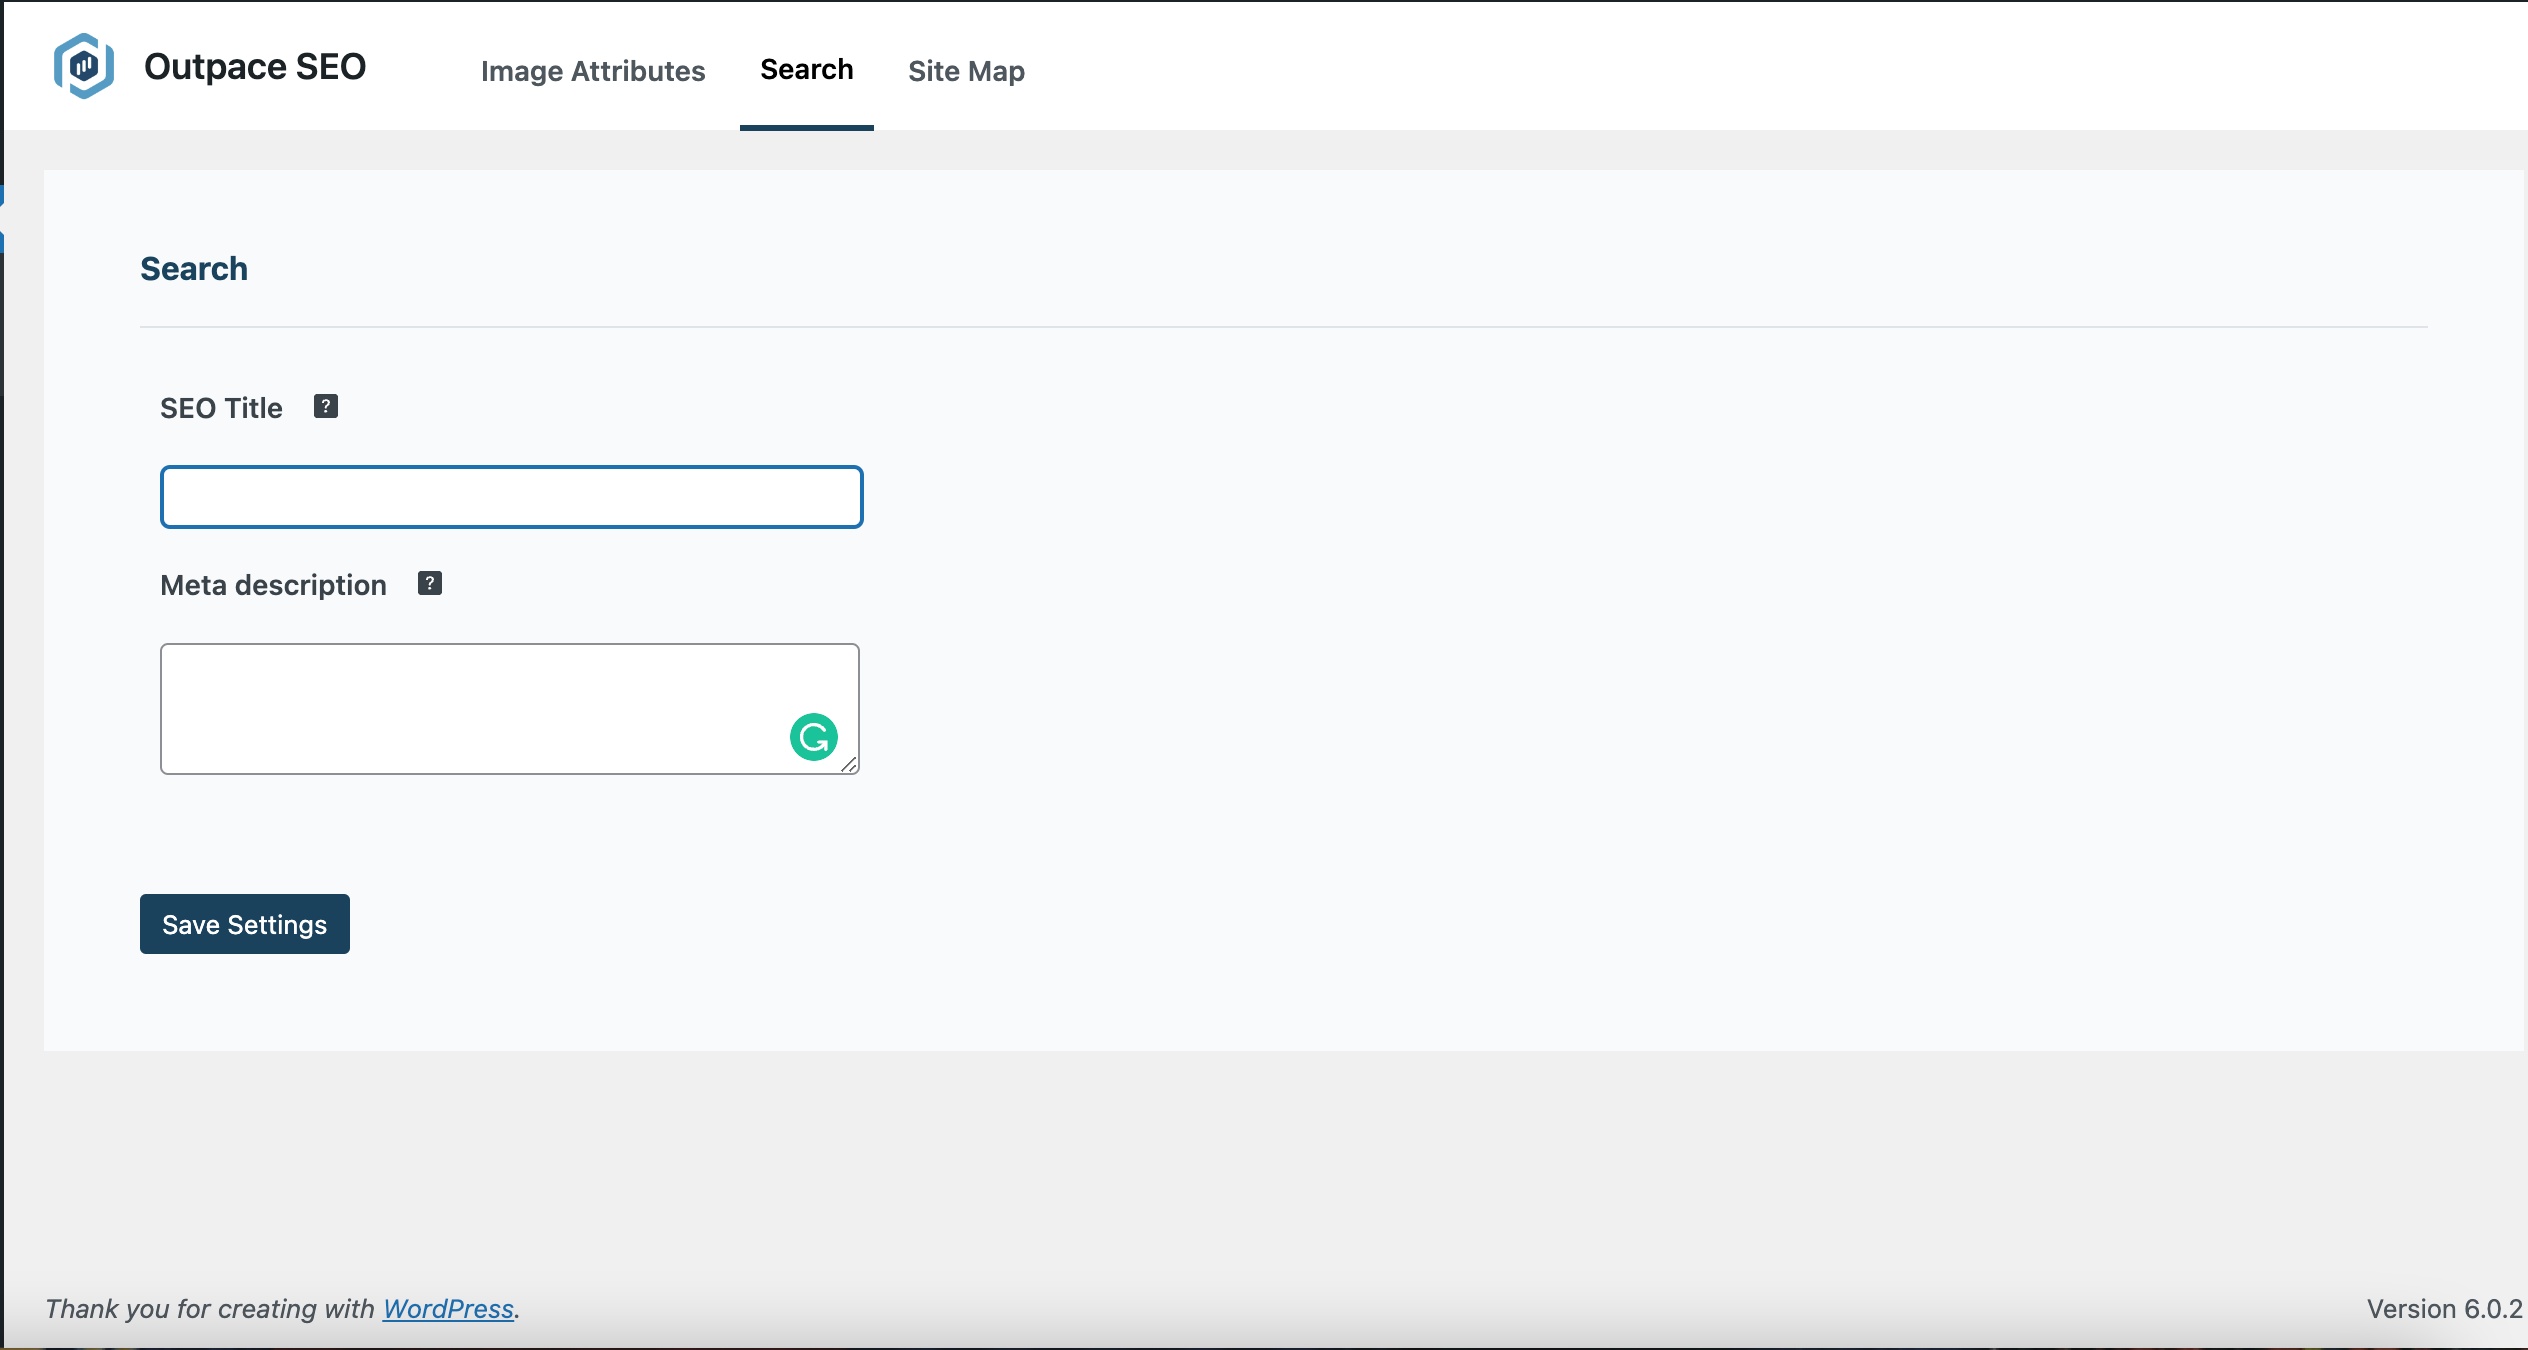 Outpace SEO
Image Attributes
Search
Site Map
Search
SEO Title ?
Meta description ?
Save Settings
Thank you for creating with WordPress.
Version 6.0.2